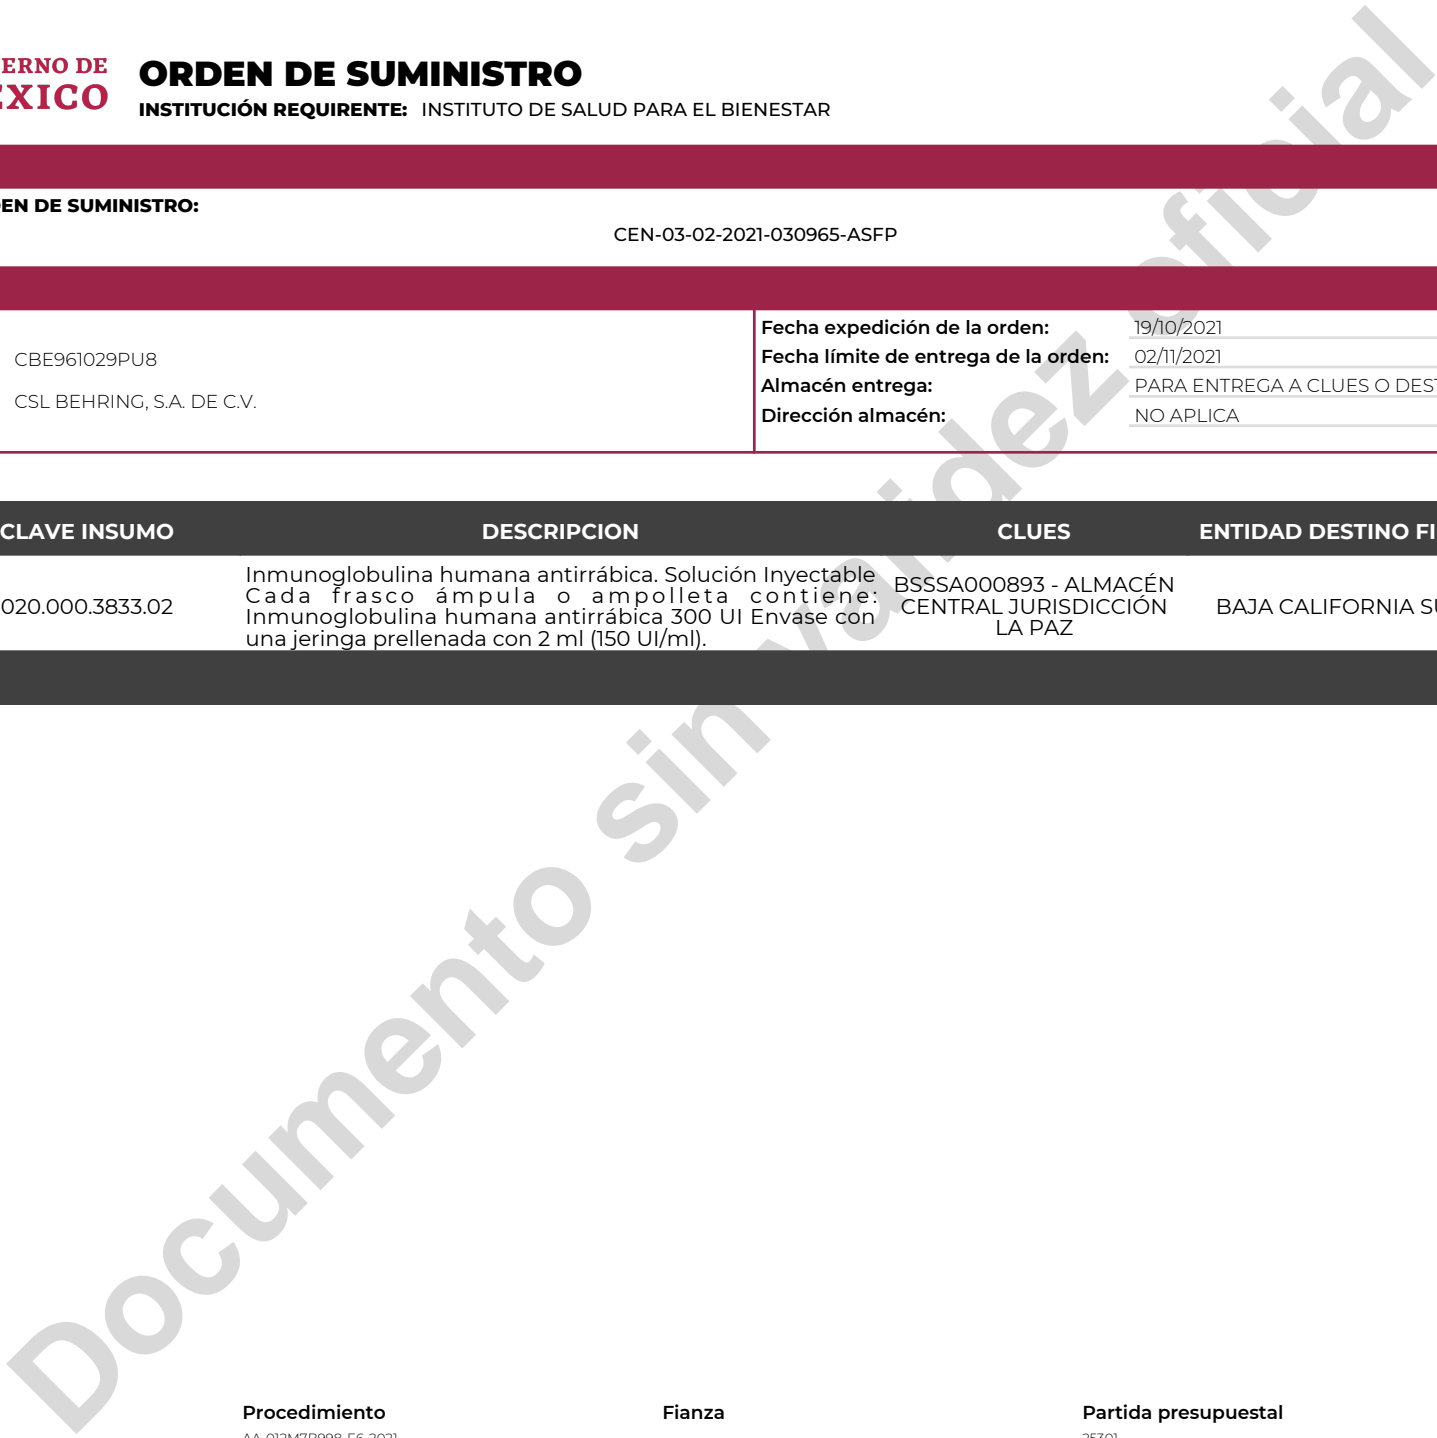 ERNO DE
ÉXICO
ORDEN DE SUMINISTRO
INSTITUCIÓN REQUIRENTE: INSTITUTO DE SALUD PARA EL BIENESTAR
EN DE SUMINISTRO:
CEN-03-02-2021-030965-ASFP
CBE961029PU8
CSL BEHRING, S.A. DE C.V.
Fecha expedición de la orden: 19/10/2021
Fecha límite de entrega de la orden: 02/11/2021
Almacén entrega: PARA ENTREGA A CLUES O DEST
Dirección almacén: NO APLICA
CLAVE INSUMO DESCRIPCION CLUES ENTIDAD DESTINO FI
020.000.3833.02
Inmunoglobulina humana antirrábica. Solución Inyectable
Cada frasco ámpula o ampolleta contiene:
Inmunoglobulina humana antirrábica 300 UI Envase con
una jeringa prellenada con 2 ml (150 UI/ml).
BSSSA000893 - ALMACÉN
CENTRAL JURISDICCIÓN
LA PAZ
BAJA CALIFORNIA SU
Documento sin validez oficial
Procedimiento Fianza Partida presupuestal